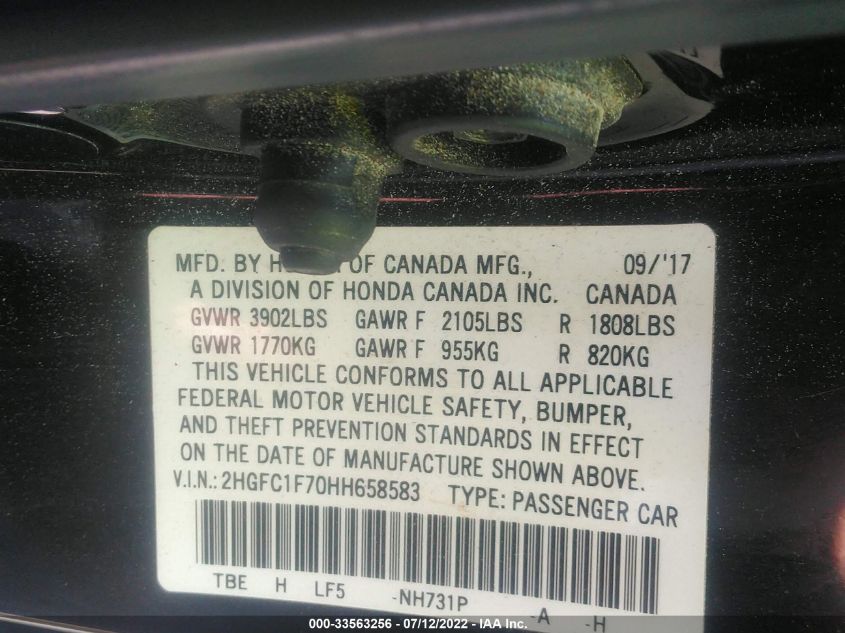 MFD. BY OF CANADA MFG., 09/'17
A DIVISION OF HONDA CANADA INC. CANADA
GVWR 3902LBS GAWR F 2105LBS R 1808LBS
GVWR 1770KG GAWR F 955KG R 820KG
THIS VEHICLE CONFORMS TO ALL APPLICABLE
FEDERAL MOTOR VEHICLE SAFETY, BUMPER,
AND THEFT PREVENTION STANDARDS IN EFFECT
ON THE DATE OF MANUFACTURE SHOWN ABOVE.
V.I.N.: 2HGFC1F70HH658583 TYPE: PASSENGER CAR
TBE H LF5 -NH731P -A -H
000-33563256 - 07/12/2022 - IAA Inc.